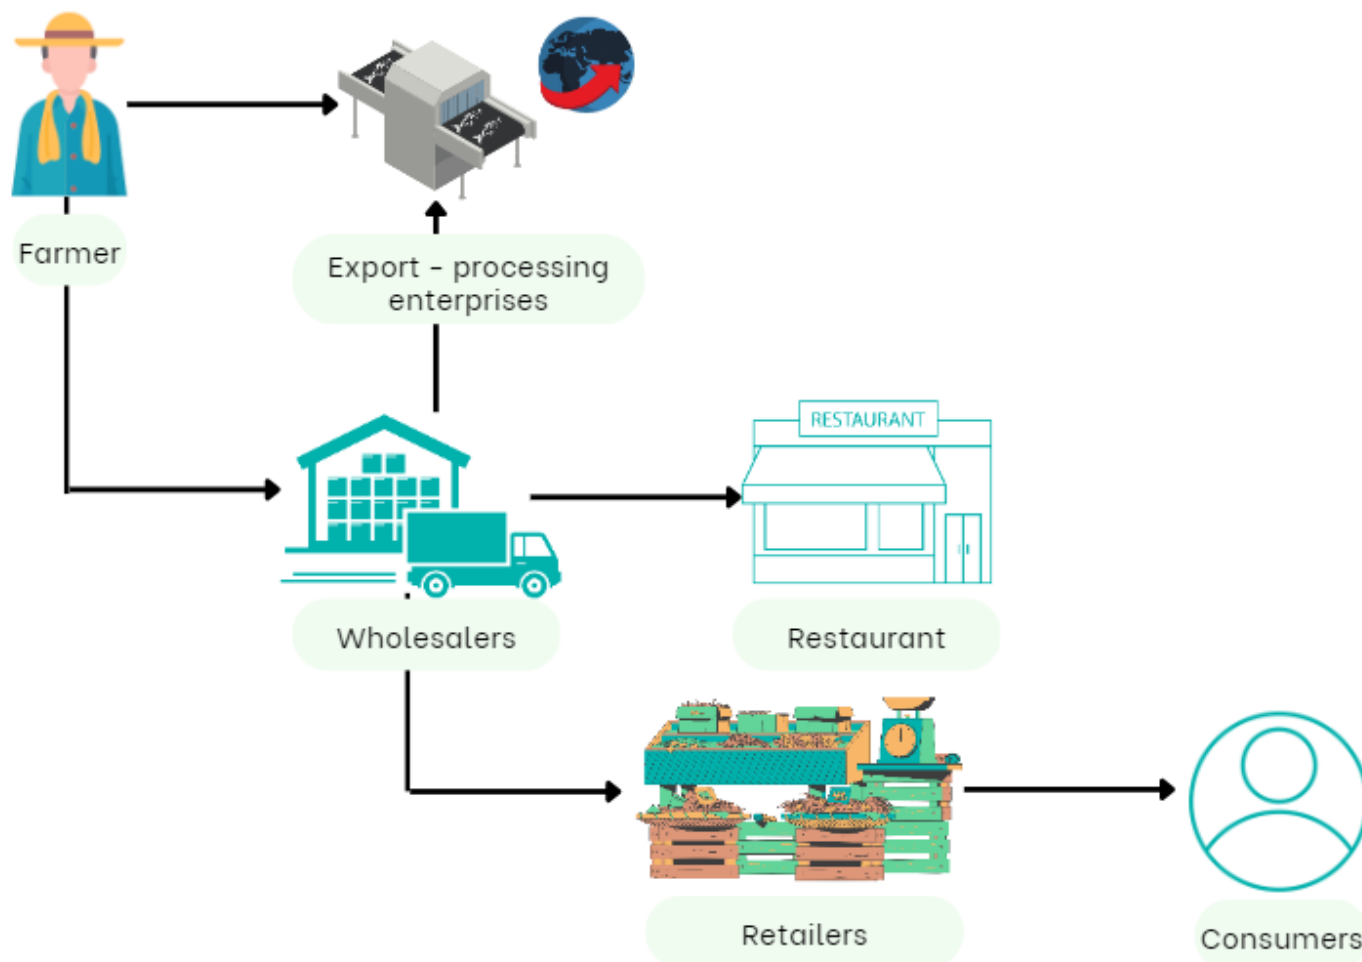 Farmer
Export - processing
enterprises
RESTAURANT
Wholesalers
Restaurant
Retailers
Consumers